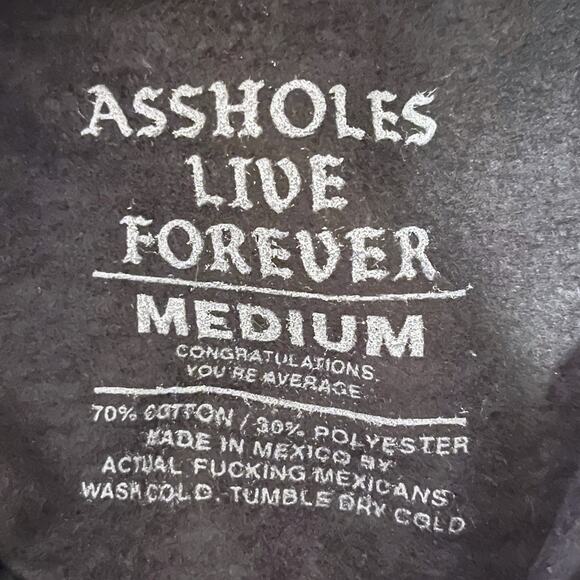 ASSHOLES
LIVE
FOREVER
MEDIUM
CONGRATULATIONS.
YOU'RE AVERAGE
70% COTTON / 30% POLYESTER
MADE IN MEXICO BY
ACTUAL FUCKING MEXICANS
WASH COLD. TUMBLE DRY COLD